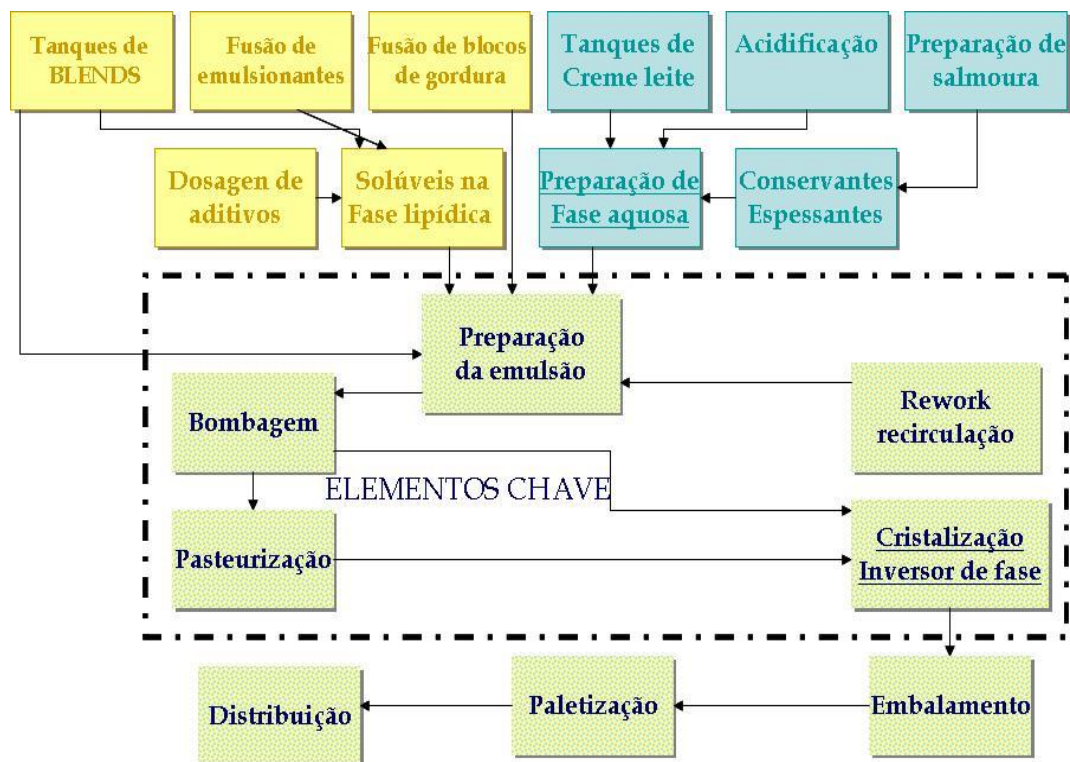 Tanques de
BLENDS
Fusão de
emulsionantes
Fusão de blocos
de gordura
Tanques de
Creme leite
Acidificação
Preparação de
salmoura
Dosagen de
aditivos
Solúveis na
Fase lipídica
Preparação de
Fase aquosa
Conservantes
Espessantes
Preparação
da emulsão
Bombagem
Rework
recirculação
ELEMENTOS CHAVE
Pasteurização
Cristalização
Inversor de fase
Distribuição
Paletização
Embalamento